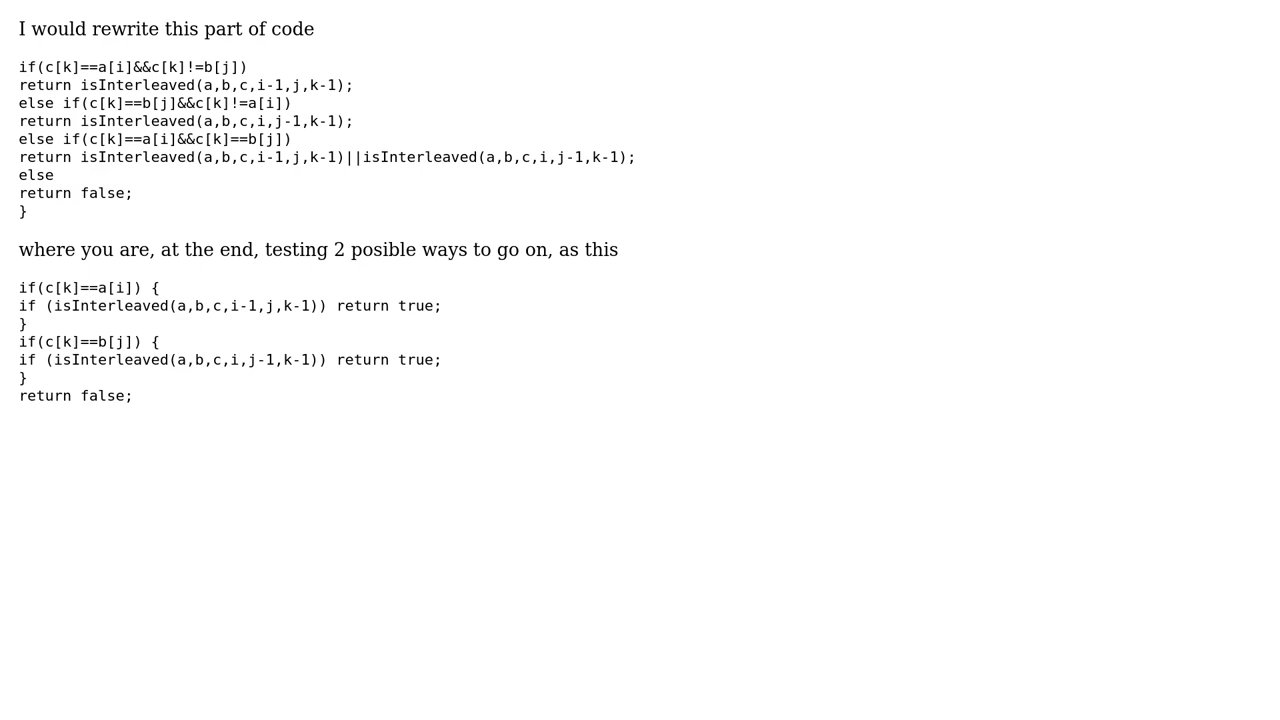 I would rewrite this part of code
if(c[k]==a[i]&&c[k]!=b[j])
return isInterleaved(a,b,c,i-1,j,k-1);
else if(c[k]==b[j]&&c[k]!=a[i])
return isInterleaved(a,b,c,i,j-1,k-1);
else if(c[k]==a[i]&&c[k]==b[j])
return isInterleaved(a,b,c,i-1,j,k-1)||isInterleaved(a,b,c,i,j-1,k-1);
else
return false;
}
where you are, at the end, testing 2 posible ways to go on, as this
if(c[k]==a[i]) {
if (isInterleaved(a,b,c,i-1,j,k-1)) return true;
}
if(c[k]==b[j]) {
if (isInterleaved(a,b,c,i,j-1,k-1)) return true;
}
return false;